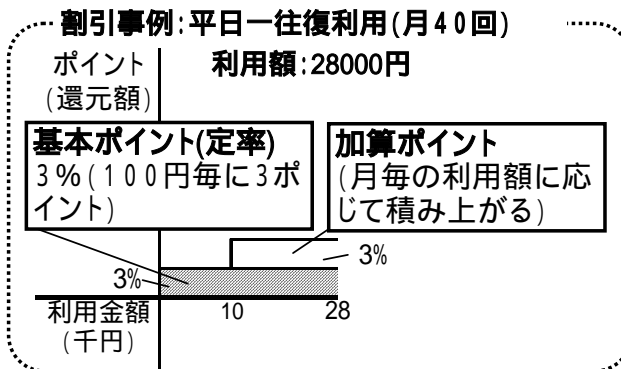 割引事例:平日一往復利用(月40回)
ポイント
(還元額)
利用額:28000円
基本ポイント(定率)
3%(100円毎に3ポ
イント)
加算ポイント
(月毎の利用額に応
じて積み上がる)
3%
3%
利用金額
(千円)
10
28